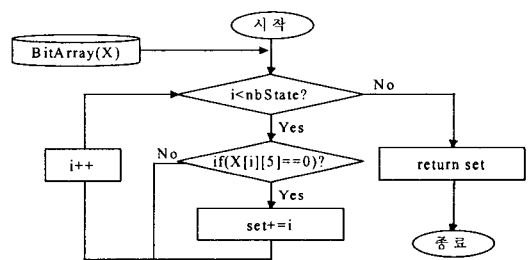 시작
BitArray(X)
i<nbState?
No
Yes
if(X[i][5]==0)?
No
i++
return set
Yes
set+=i
종료